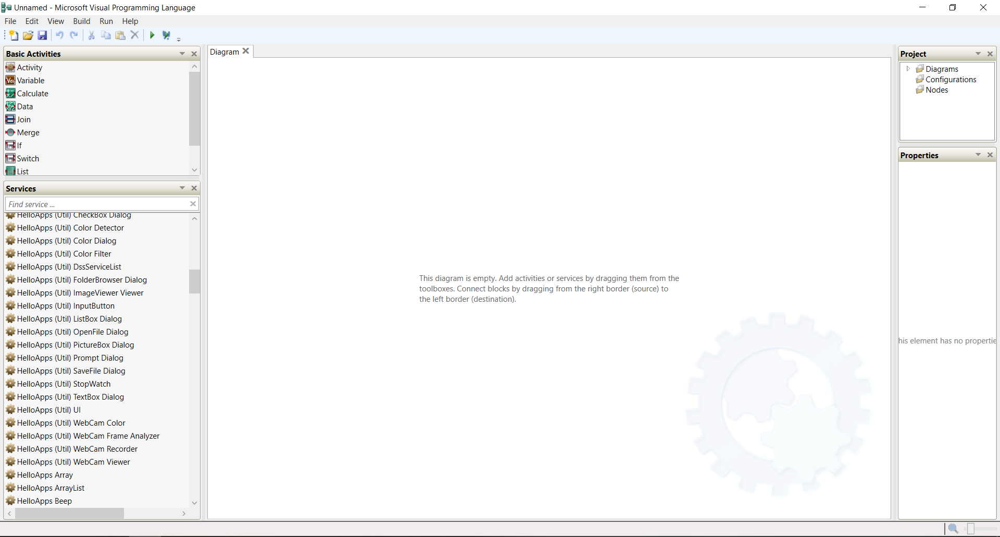 Unnamed - Microsoft Visual Programming Language
File Edit View Build Run Help
Basic Activities
Activity
Var Variable
Calculate
Data
Join
Merge
If
Switch
List
Services
Find service ...
HelloApps (Util) CheckBox Dialog
HelloApps (Util) Color Detector
HelloApps (Util) Color Dialog
HelloApps (Util) Color Filter
HelloApps (Util) DssServiceList
HelloApps (Util) FolderBrowser Dialog
HelloApps (Util) ImageViewer Viewer
HelloApps (Util) InputButton
HelloApps (Util) ListBox Dialog
HelloApps (Util) OpenFile Dialog
HelloApps (Util) PictureBox Dialog
HelloApps (Util) Prompt Dialog
HelloApps (Util) SaveFile Dialog
HelloApps (Util) StopWatch
HelloApps (Util) TextBox Dialog
HelloApps (Util) UI
HelloApps (Util) WebCam Color
HelloApps (Util) WebCam Frame Analyzer
HelloApps (Util) WebCam Recorder
HelloApps (Util) WebCam Viewer
HelloApps Array
HelloApps ArrayList
HelloApps Beep
Diagram
This diagram is empty. Add activities or services by dragging them from the
toolboxes. Connect blocks by dragging from the right border (source) to
the left border (destination).
Project
Diagrams
Configurations
Nodes
Properties
his element has no propertie